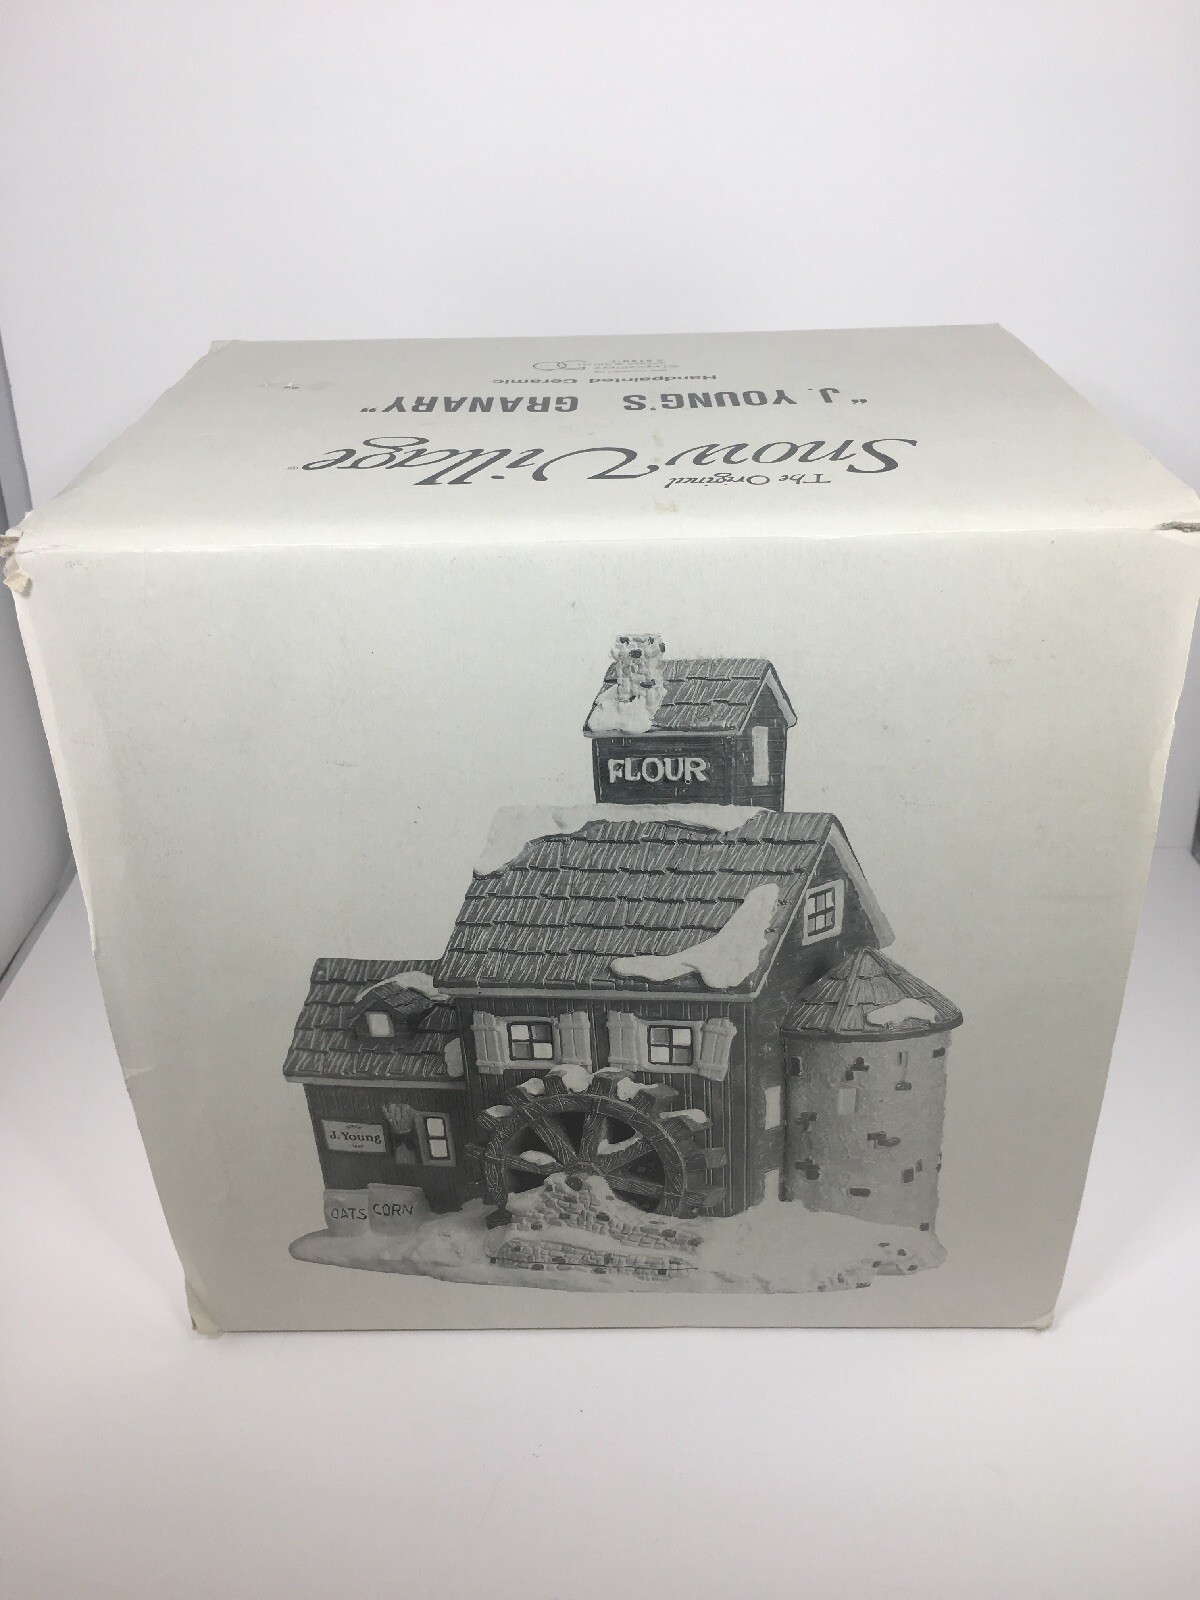 The Original
Snow Village®
"J. YOUNG'S GRANARY"
Handpainted Ceramic
FLOUR
J. Young
OATS CORN